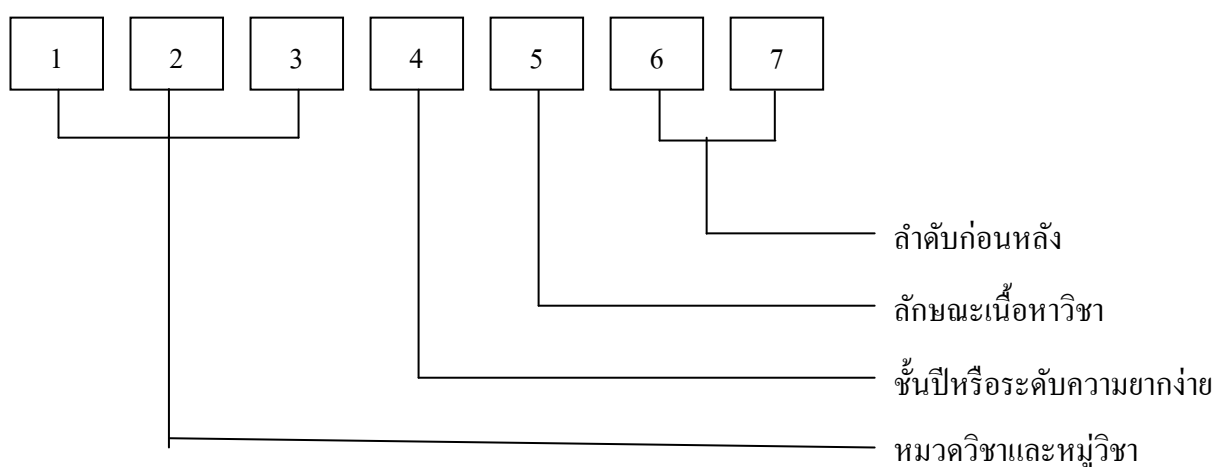 1 2 3 4 5 6 7
ลำดับก่อนหลัง
ลักษณะเนื้อหาวิชา
ชั้นปีหรือระดับความยากง่าย
หมวดวิชาและหมู่วิชา